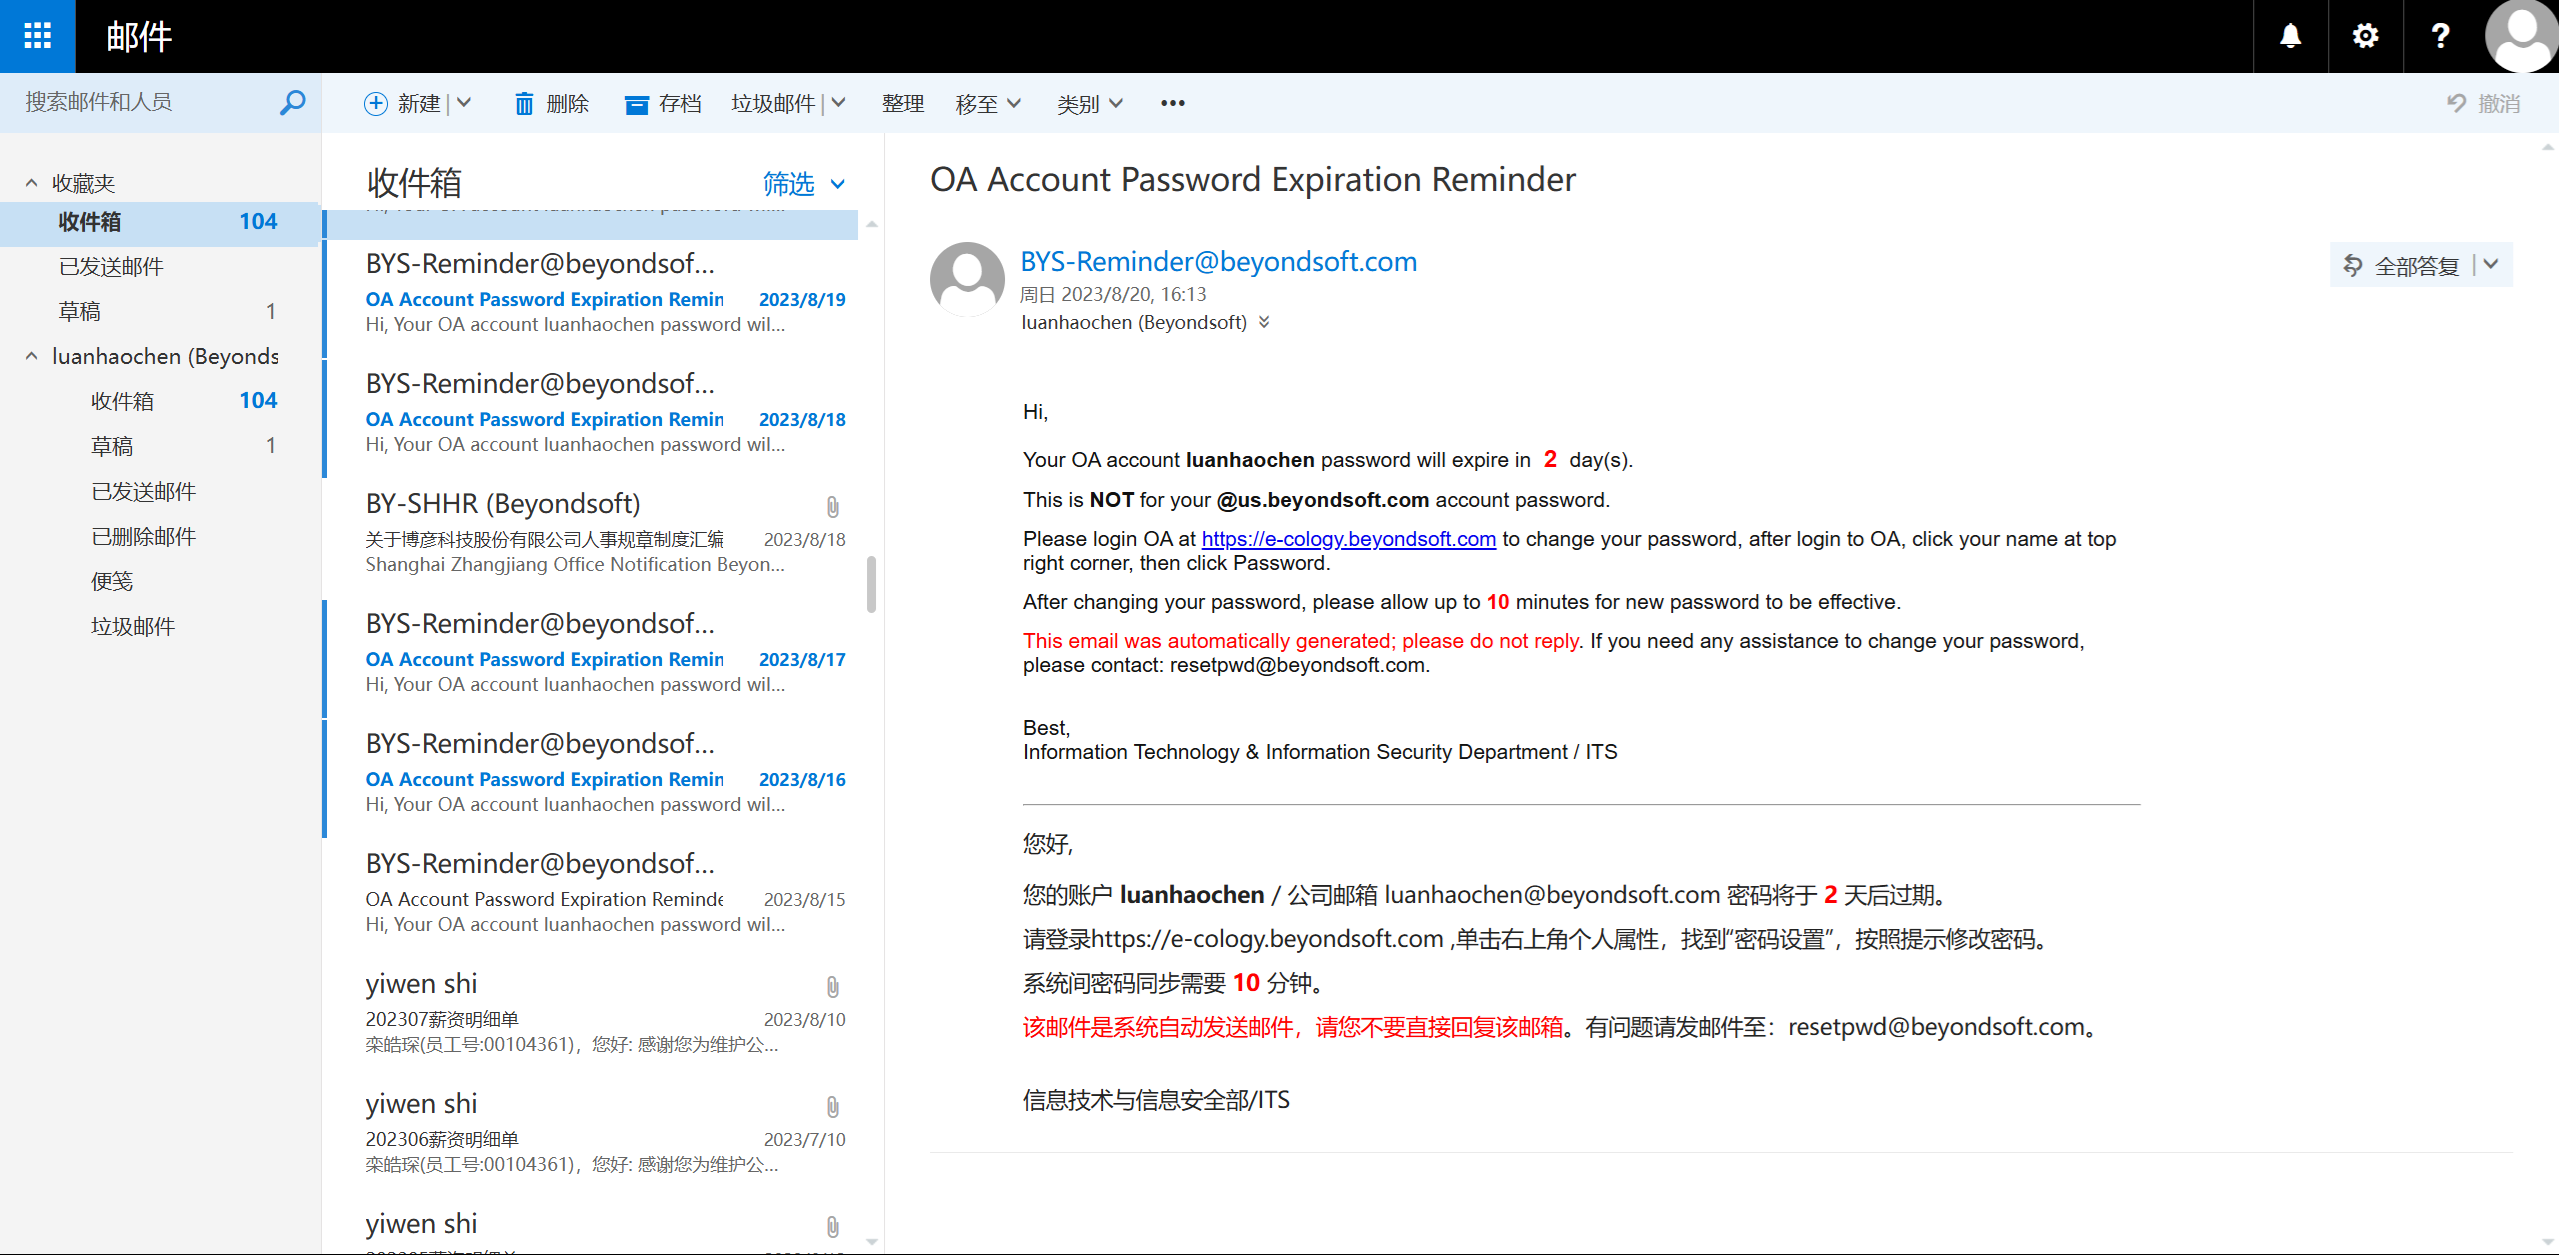 邮件
搜索邮件和人员
新建
删除
存档
垃圾邮件
整理
移至
类别
撤消
收藏夹
收件箱 104
已发送邮件
草稿 1
luanhaochen (Beyonds
收件箱 104
草稿 1
已发送邮件
已删除邮件
便笺
垃圾邮件
收件箱 筛选
BYS-Reminder@beyondsof...
OA Account Password Expiration Remin 2023/8/19
Hi, Your OA account luanhaochen password wil...
BYS-Reminder@beyondsof...
OA Account Password Expiration Remin 2023/8/18
Hi, Your OA account luanhaochen password wil...
BY-SHHR (Beyondsoft)
关于博彦科技股份有限公司人事规章制度汇编 2023/8/18
Shanghai Zhangjiang Office Notification Beyon...
BYS-Reminder@beyondsof...
OA Account Password Expiration Remin 2023/8/17
Hi, Your OA account luanhaochen password wil...
BYS-Reminder@beyondsof...
OA Account Password Expiration Remin 2023/8/16
Hi, Your OA account luanhaochen password wil...
BYS-Reminder@beyondsof...
OA Account Password Expiration Reminde 2023/8/15
Hi, Your OA account luanhaochen password wil...
yiwen shi
202307薪资明细单 2023/8/10
栾皓琛(员工号:00104361)，您好: 感谢您为维护公...
yiwen shi
202306薪资明细单 2023/7/10
栾皓琛(员工号:00104361)，您好: 感谢您为维护公...
yiwen shi
OA Account Password Expiration Reminder
BYS-Reminder@beyondsoft.com
周日 2023/8/20, 16:13
luanhaochen (Beyondsoft)
全部答复
Hi,
Your OA account luanhaochen password will expire in 2 day(s).
This is NOT for your @us.beyondsoft.com account password.
Please login OA at https://e-cology.beyondsoft.com to change your password, after login to OA, click your name at top
right corner, then click Password.
After changing your password, please allow up to 10 minutes for new password to be effective.
This email was automatically generated; please do not reply. If you need any assistance to change your password,
please contact: resetpwd@beyondsoft.com.
Best,
Information Technology & Information Security Department / ITS
您好,
您的账户 luanhaochen / 公司邮箱 luanhaochen@beyondsoft.com 密码将于 2 天后过期。
请登录https://e-cology.beyondsoft.com ,单击右上角个人属性，找到“密码设置”，按照提示修改密码。
系统间密码同步需要 10 分钟。
该邮件是系统自动发送邮件，请您不要直接回复该邮箱。有问题请发邮件至：resetpwd@beyondsoft.com。
信息技术与信息安全部/ITS